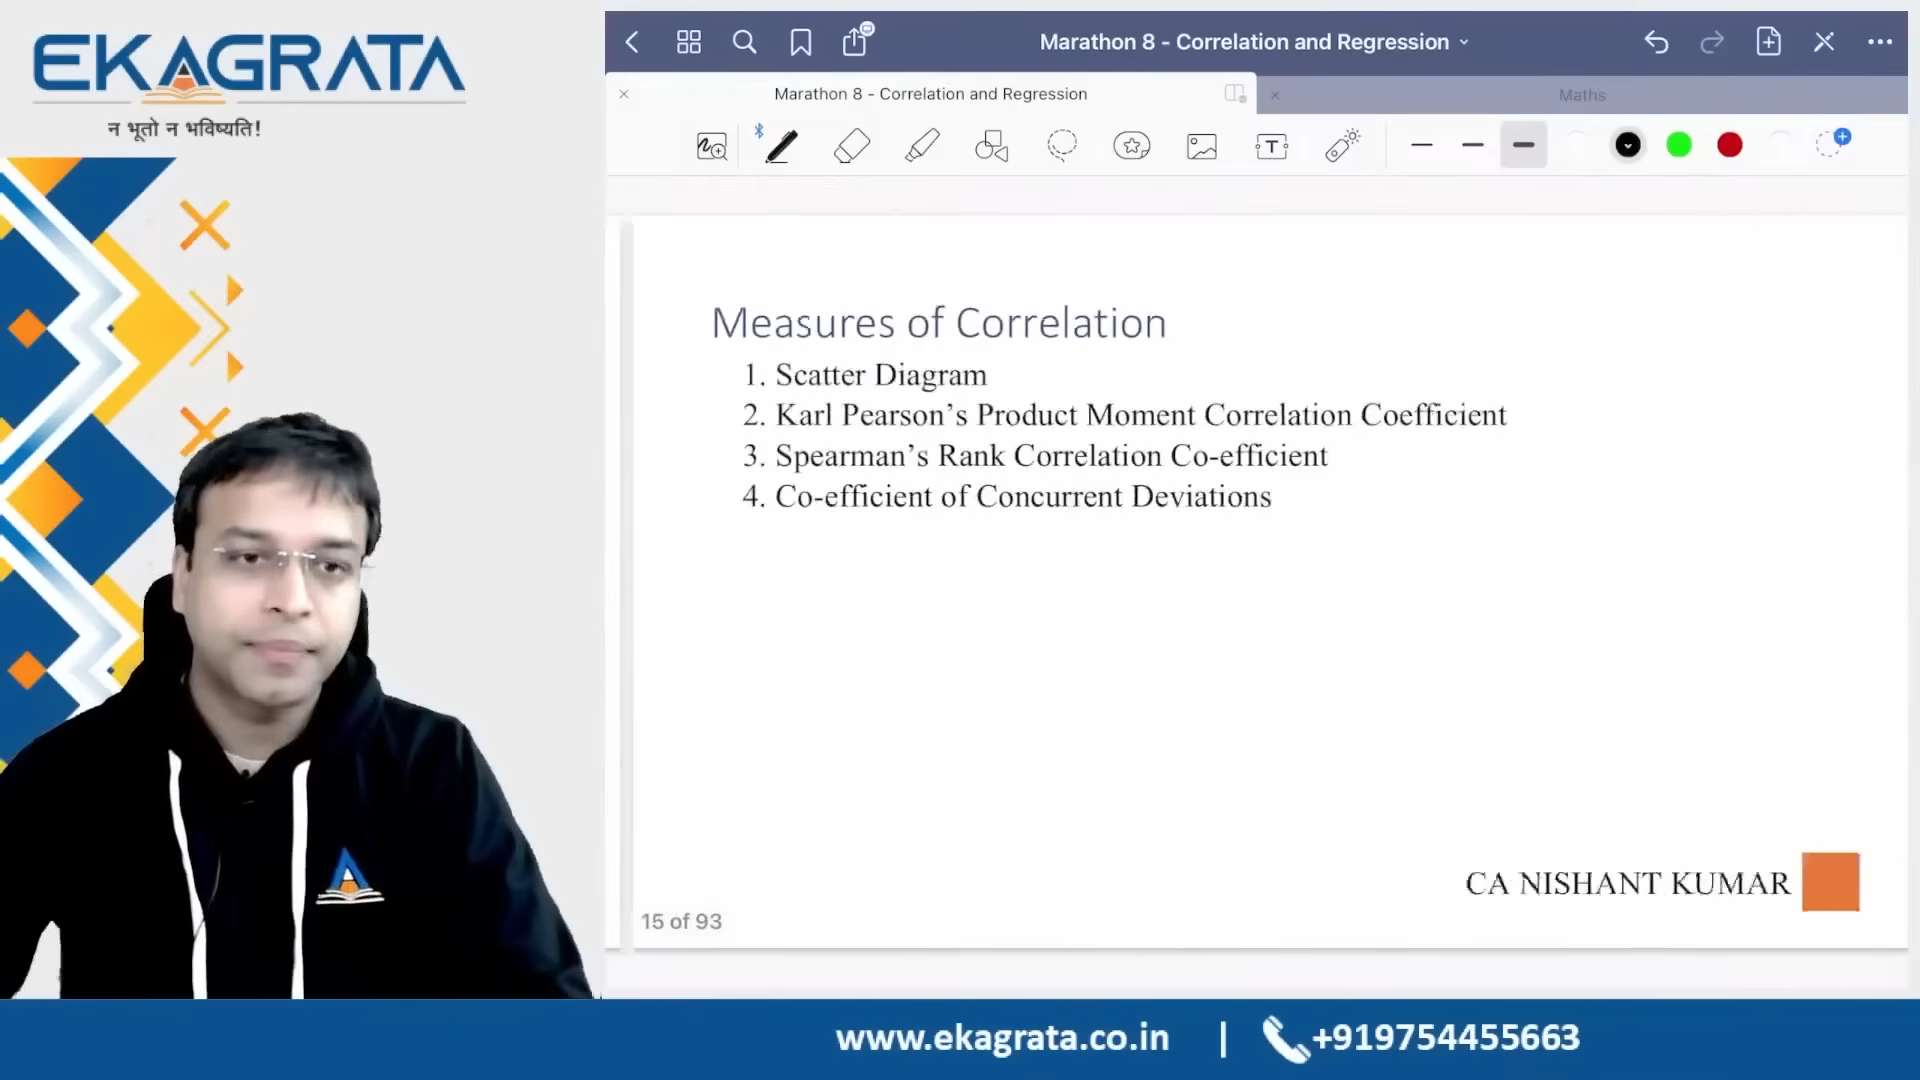 EKAGRATA
न भूतो न भविष्यति!
Marathon 8 - Correlation and Regression
Marathon 8 - Correlation and Regression
Maths
T
Measures of Correlation
1. Scatter Diagram
2. Karl Pearson’s Product Moment Correlation Coefficient
3. Spearman’s Rank Correlation Co-efficient
4. Co-efficient of Concurrent Deviations
CA NISHANT KUMAR
15 of 93
www.ekagrata.co.in | +919754455663